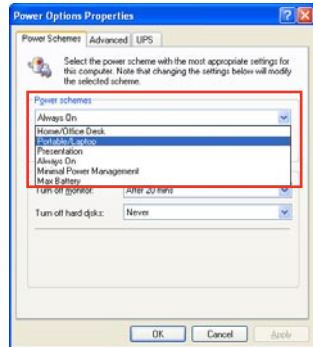 Power Options Properties
Power Schemes Advanced UPS
Select the power scheme with the most appropriate settings for
this computer. Note that changing the settings below will modify
the selected scheme.
Power schemes
Always On
Home/Office Desk
Portable/Laptop
Presentation
Always On
Minimal Power Management
Max Battery
Turn off monitor: After 20 mins
Turn off hard disks: Never
OK Cancel Apply